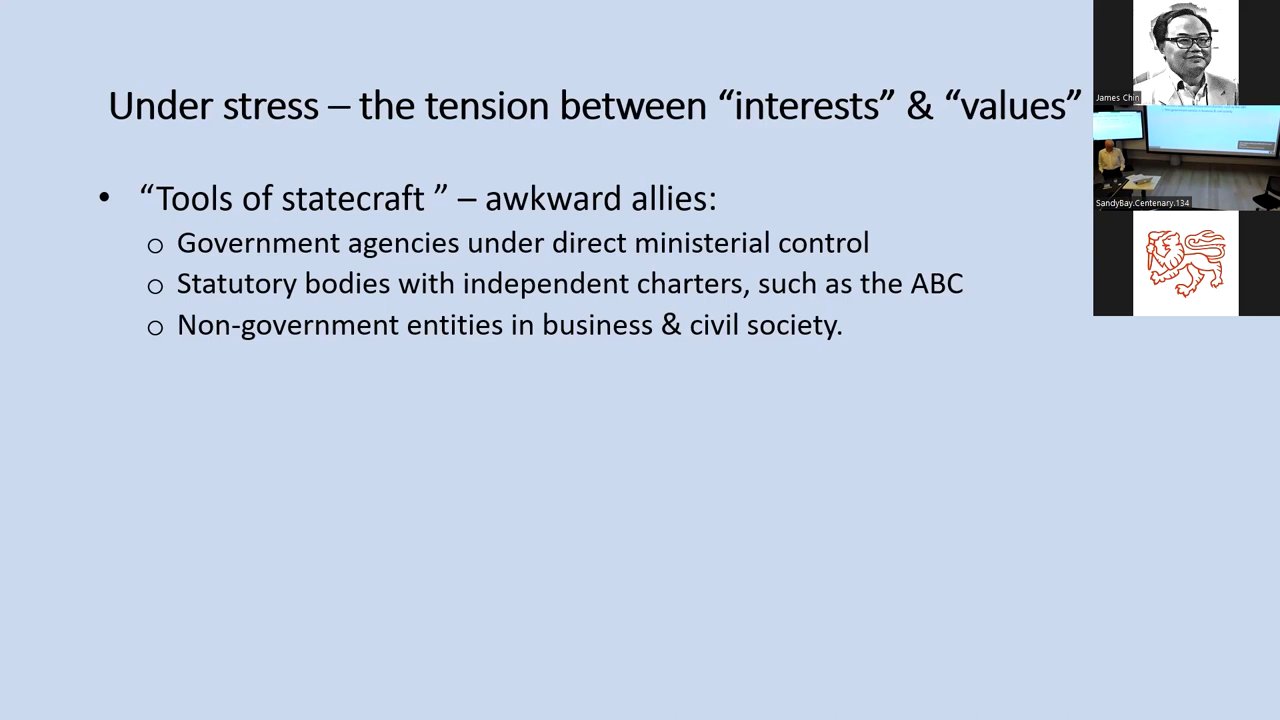 Under stress – the tension between “interests” & “values”
• “Tools of statecraft ” – awkward allies:
o Government agencies under direct ministerial control
o Statutory bodies with independent charters, such as the ABC
o Non-government entities in business & civil society.
James Chin
SandyBay.Centenary.134